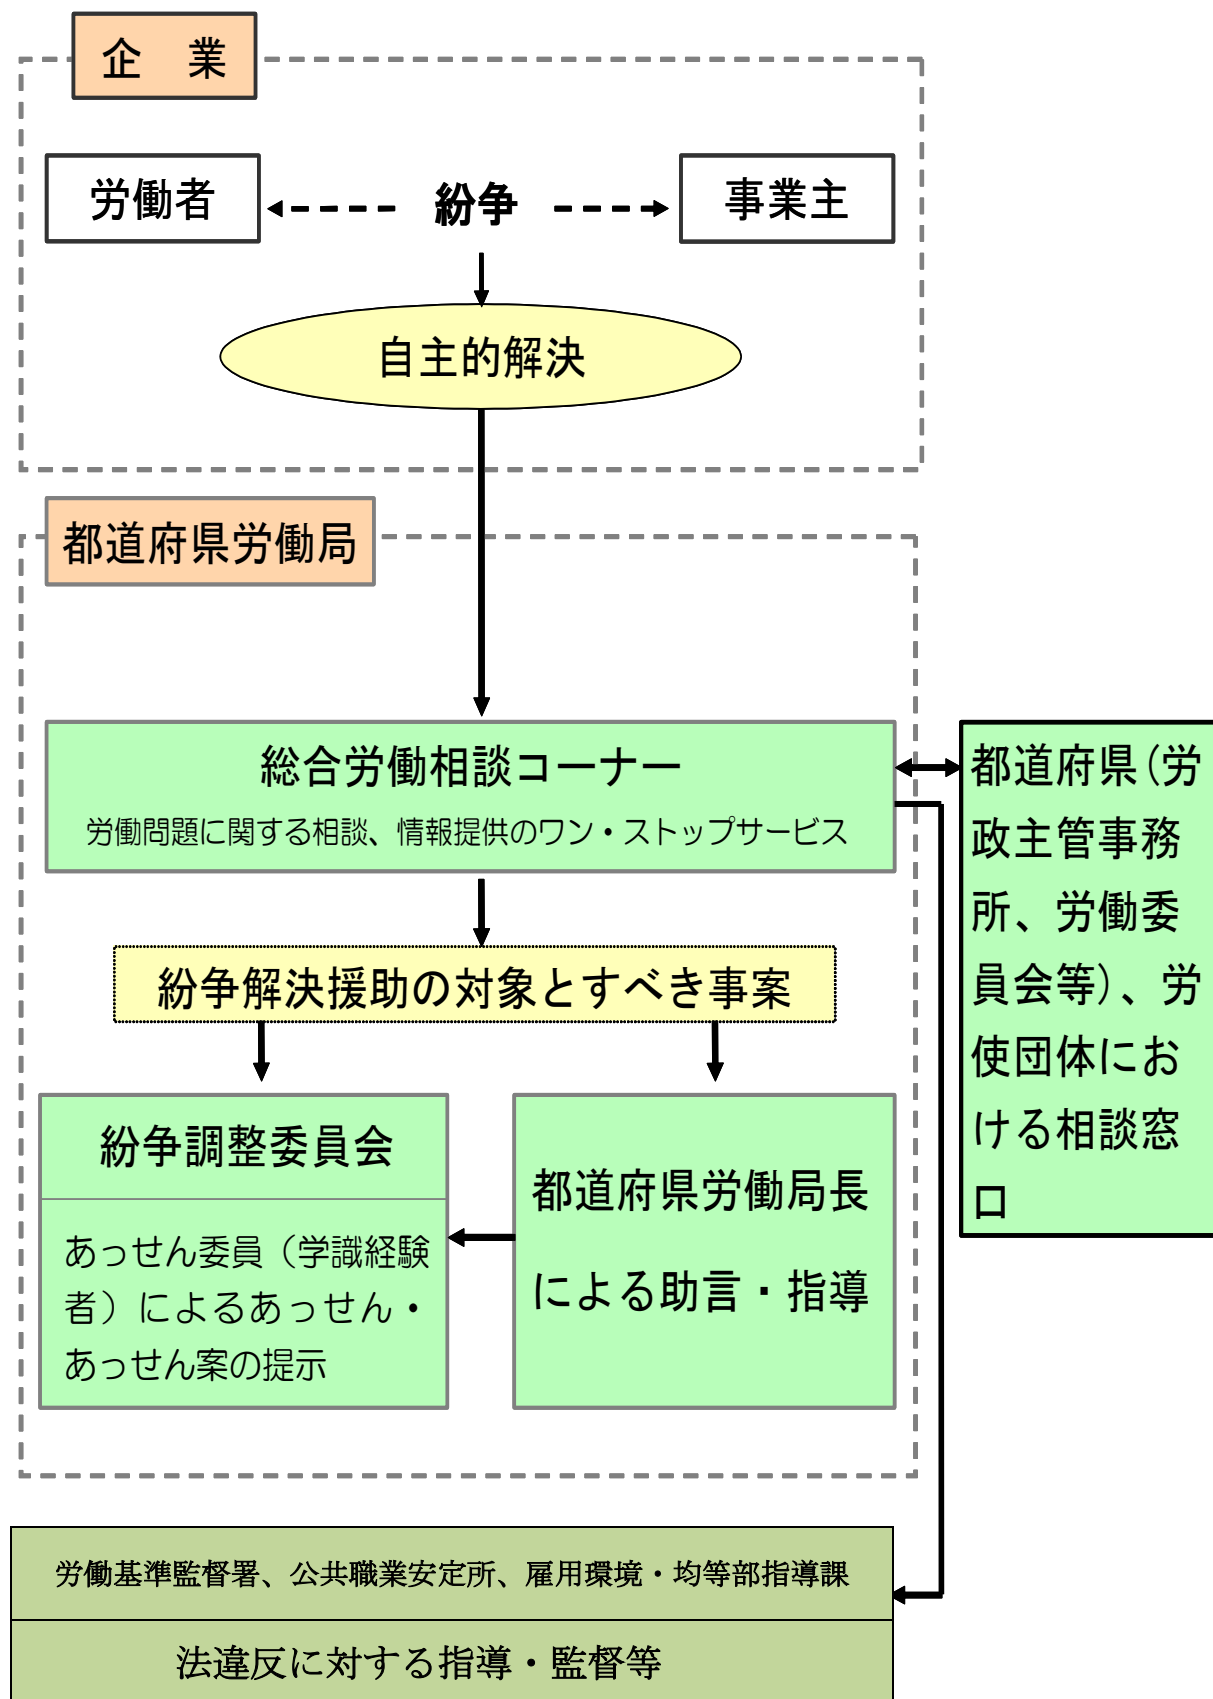 企　業
労働者
紛争
事業主
自主的解決
都道府県労働局
総合労働相談コーナー
労働問題に関する相談、情報提供のワン・ストップサービス
都道府県（労
政主管事務
所、労働委
員会等）、労
使団体にお
ける相談窓
口
紛争解決援助の対象とすべき事案
紛争調整委員会
あっせん委員（学識経験
者）によるあっせん・
あっせん案の提示
都道府県労働局長
による助言・指導
労働基準監督署、公共職業安定所、雇用環境・均等部指導課
法違反に対する指導・監督等